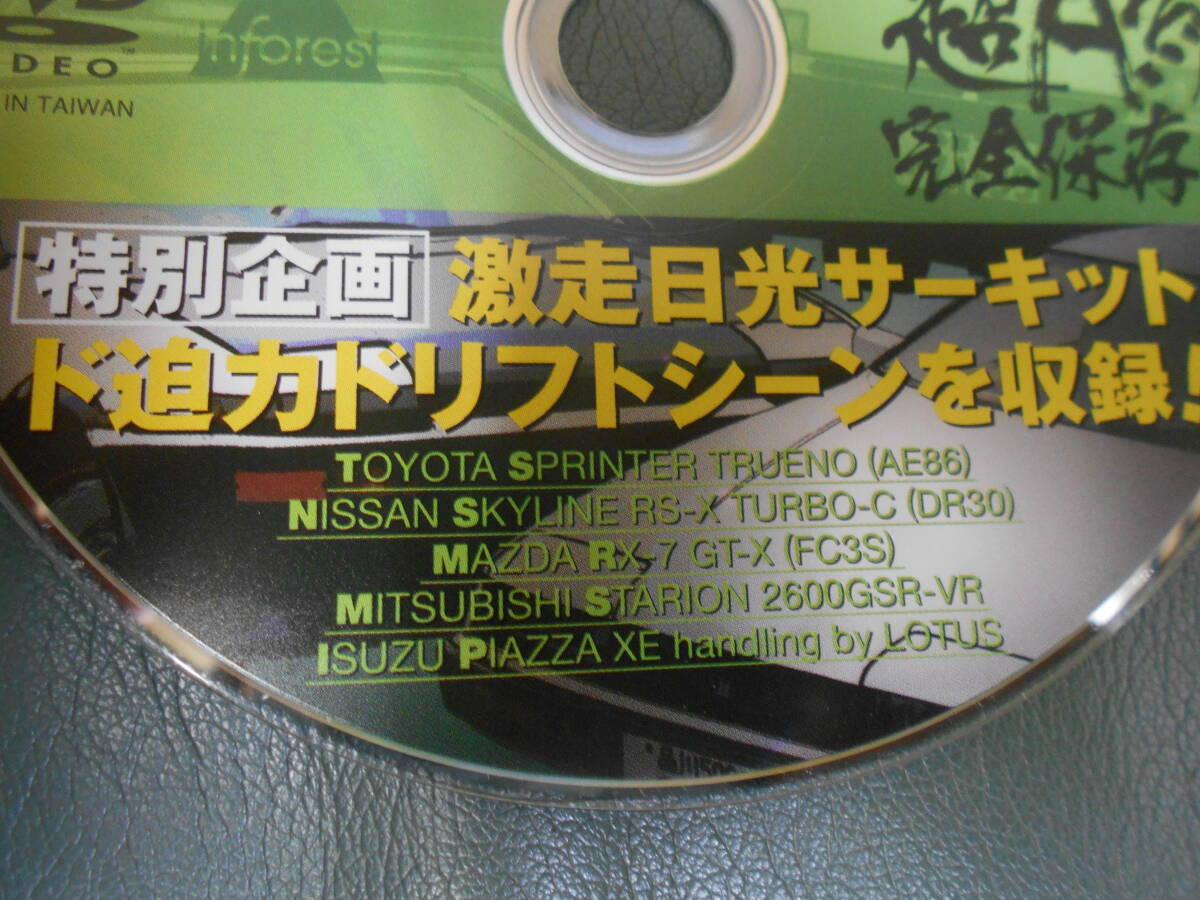 DEO™
IN TAIWAN
inforest
完全保存
特別企画 激走日光サーキット
ド迫力ドリフトシーンを収録!
TOYOTA SPRINTER TRUENO (AE86)
NISSAN SKYLINE RS-X TURBO-C (DR30)
MAZDA RX-7 GT-X (FC3S)
MITSUBISHI STARION 2600GSR-VR
ISUZU PIAZZA XE handling by LOTUS